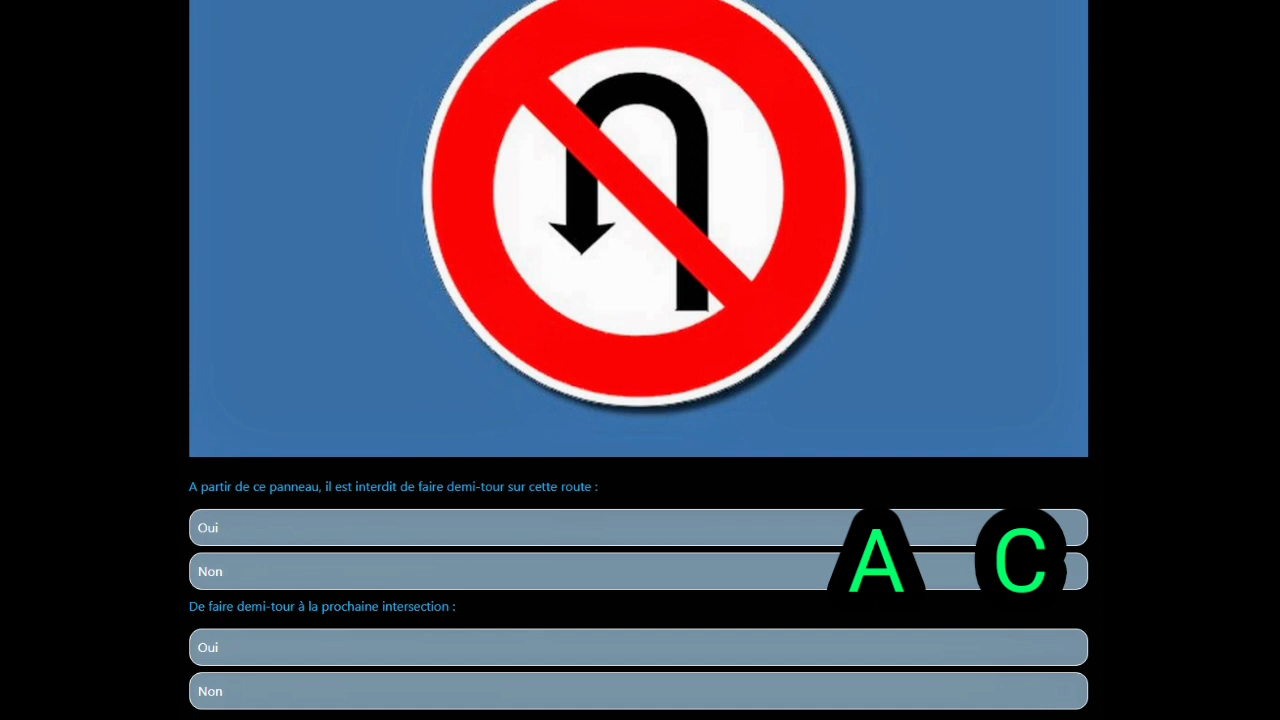 A partir de ce panneau, il est interdit de faire demi-tour sur cette route :
Oui
Non
A C
De faire demi-tour à la prochaine intersection :
Oui
Non